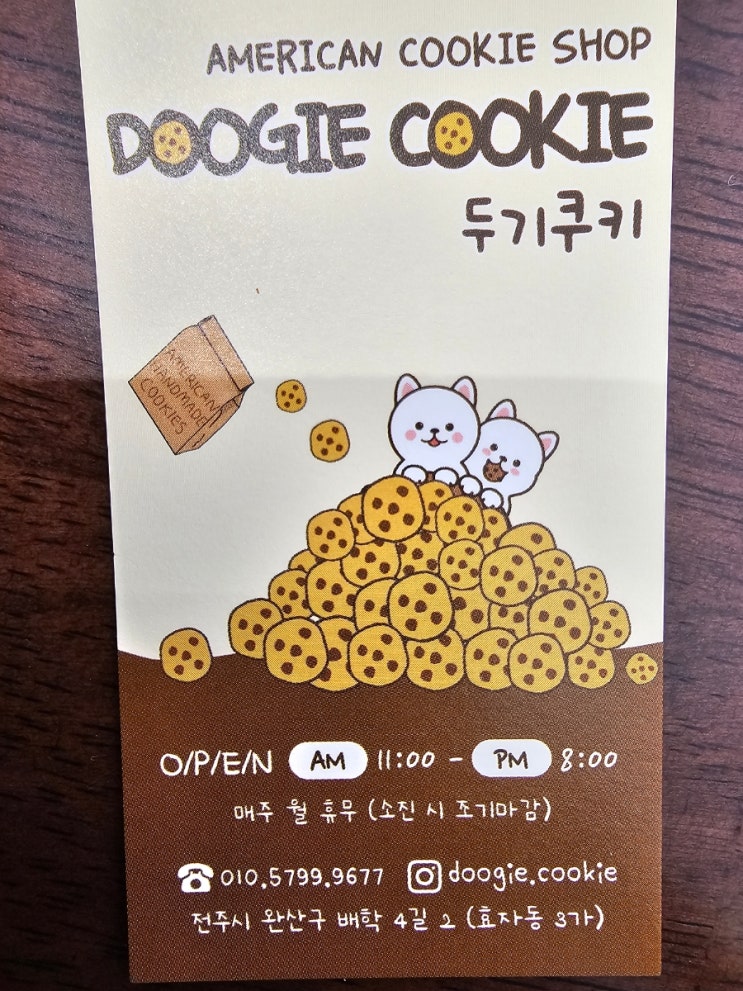 AMERICAN COOKIE SHOP
DOOGIE COOKIE
두기쿠키
AMERICAN
HANDMADE
COOKIES
O/P/E/N AM 11:00 - PM 8:00
매주 월 휴무 (소진 시 조기마감)
010.5799.9677 doogie.cookie
전주시 완산구 배학 4길 2 (효자동 3가)